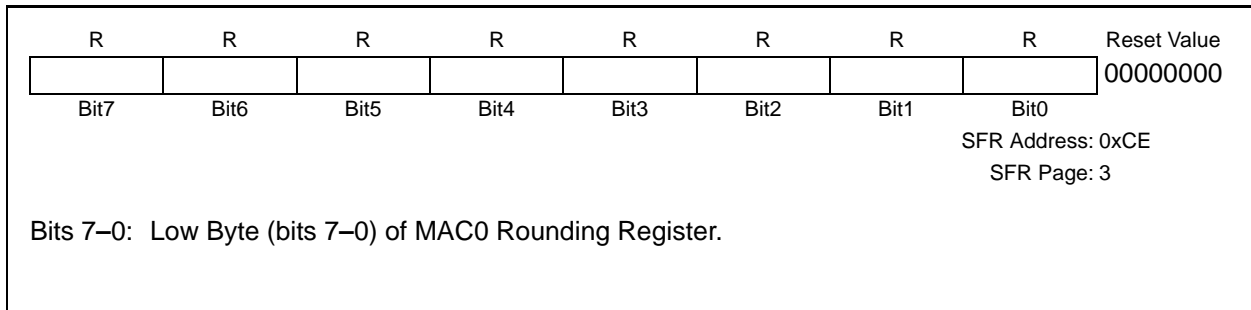 R R R R R R R R Reset Value
00000000
Bit7 Bit6 Bit5 Bit4 Bit3 Bit2 Bit1 Bit0
SFR Address: 0xCE
SFR Page: 3
Bits 7–0: Low Byte (bits 7–0) of MAC0 Rounding Register.